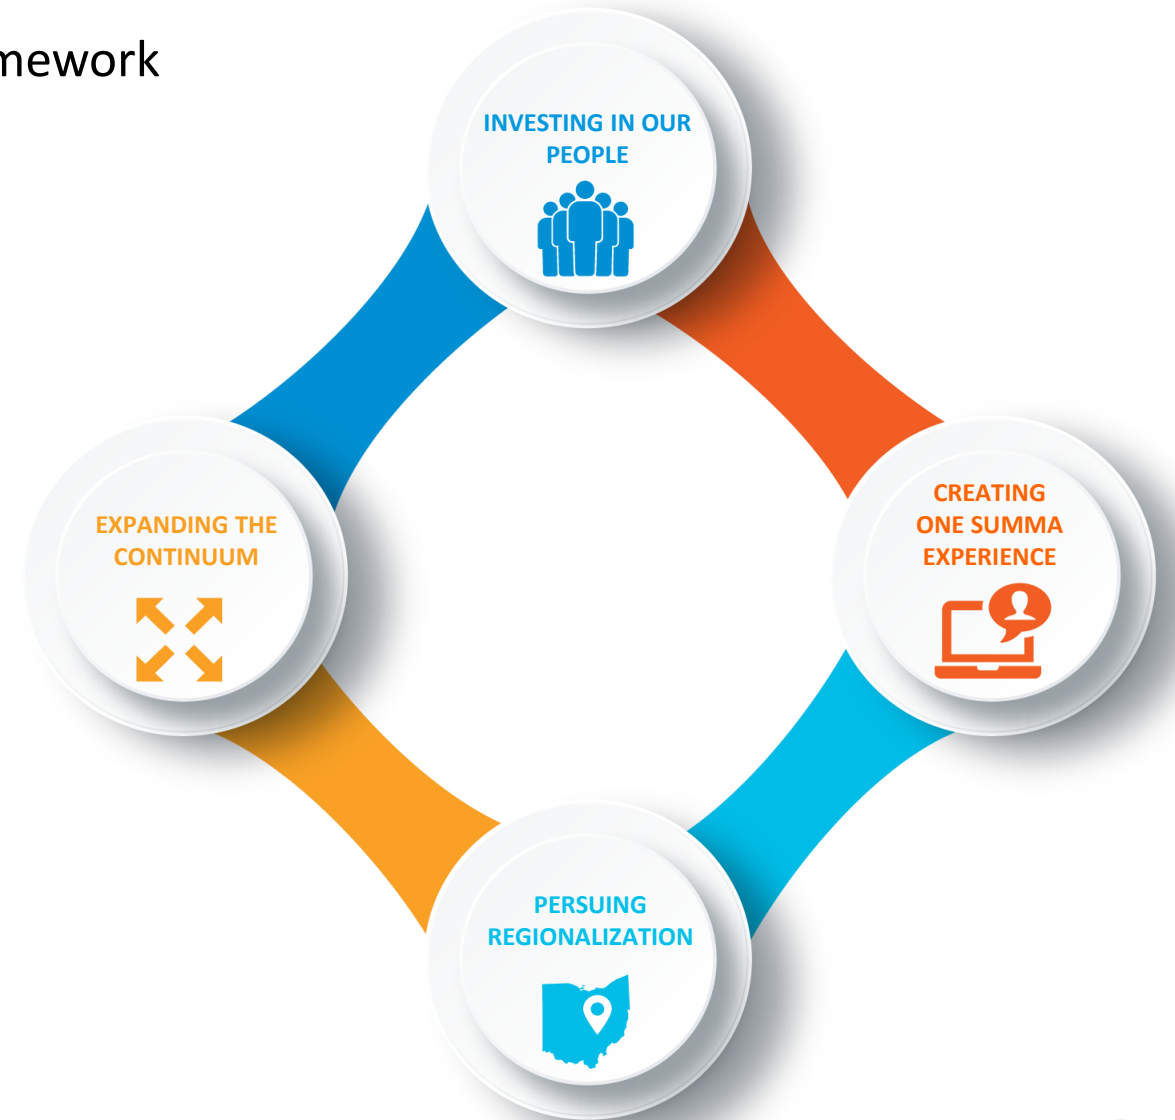 mework
INVESTING IN OUR
PEOPLE
EXPANDING THE
CONTINUUM
CREATING
ONE SUMMA
EXPERIENCE
PERSUING
REGIONALIZATION